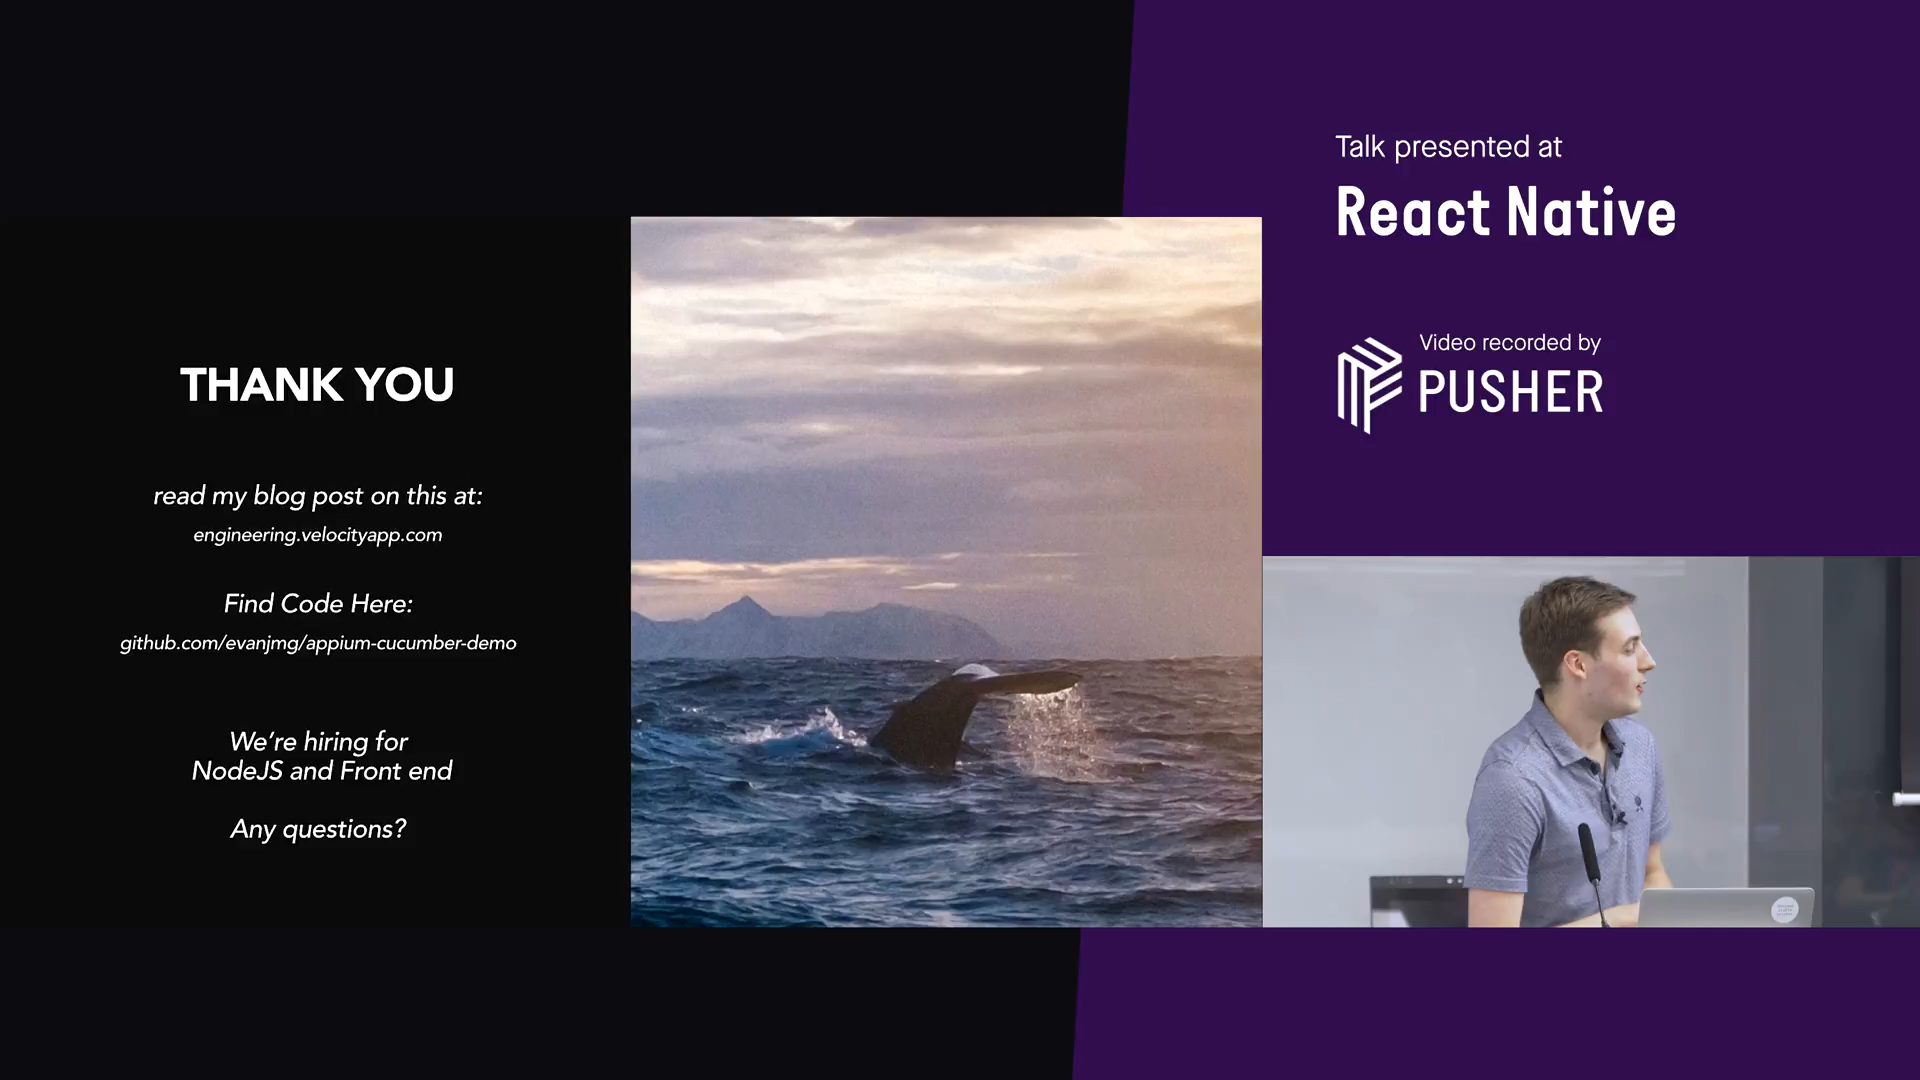 THANK YOU
read my blog post on this at:
engineering.velocityapp.com
Find Code Here:
github.com/evanjmg/appium-cucumber-demo
We're hiring for
NodeJS and Front end
Any questions?
Talk presented at
React Native
Video recorded by
PUSHER